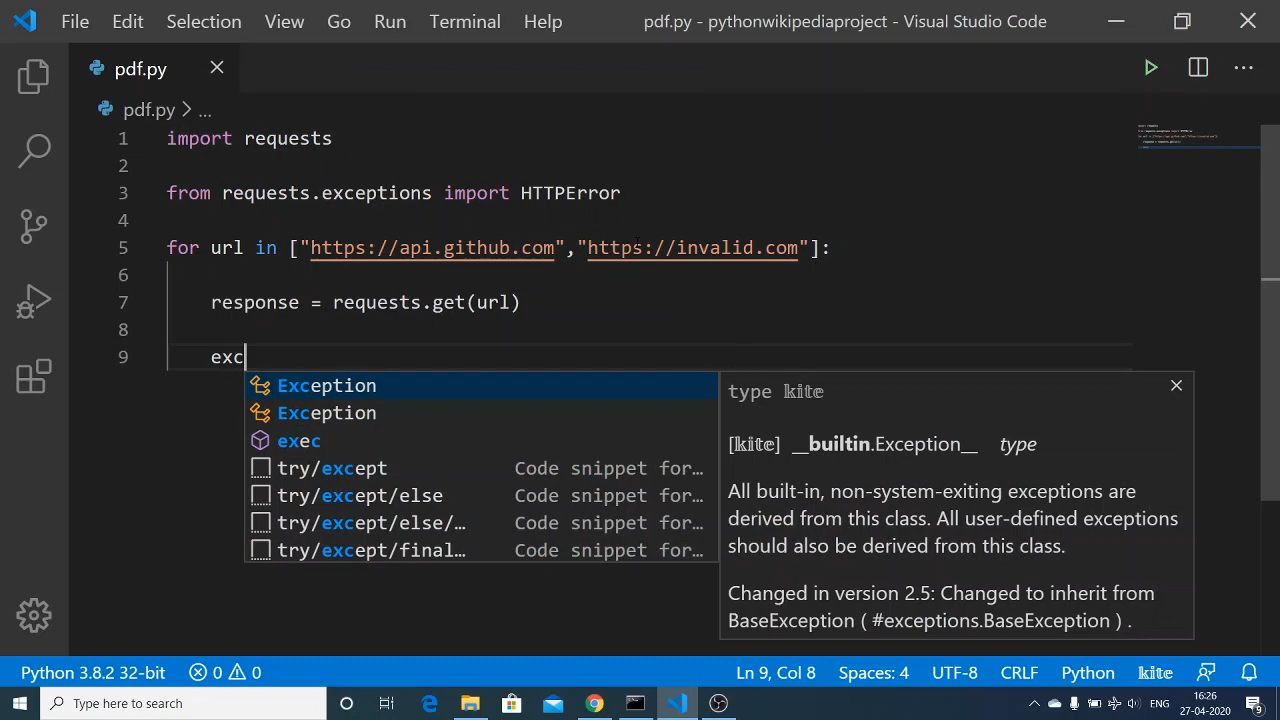 File Edit Selection View Go Run Terminal Help pdf.py - pythonwikipediaproject - Visual Studio Code
pdf.py
pdf.py > ...
1 import requests
2
3 from requests.exceptions import HTTPError
4
5 for url in ["https://api.github.com","https://invalid.com"]:
6
7 response = requests.get(url)
8
9 exc
Exception
Exception
exec
try/except Code snippet for…
try/except/else Code snippet for…
try/except/else/… Code snippet for…
try/except/final… Code snippet for…
type kite
[kite] __builtin.Exception__ type
All built-in, non-system-exiting exceptions are
derived from this class. All user-defined exceptions
should also be derived from this class.
Changed in version 2.5: Changed to inherit from
BaseException ( #exceptions.BaseException ) .
Python 3.8.2 32-bit 0 0 Ln 9, Col 8 Spaces: 4 UTF-8 CRLF Python kite
Type here to search
ENG
16:26
27-04-2020
9